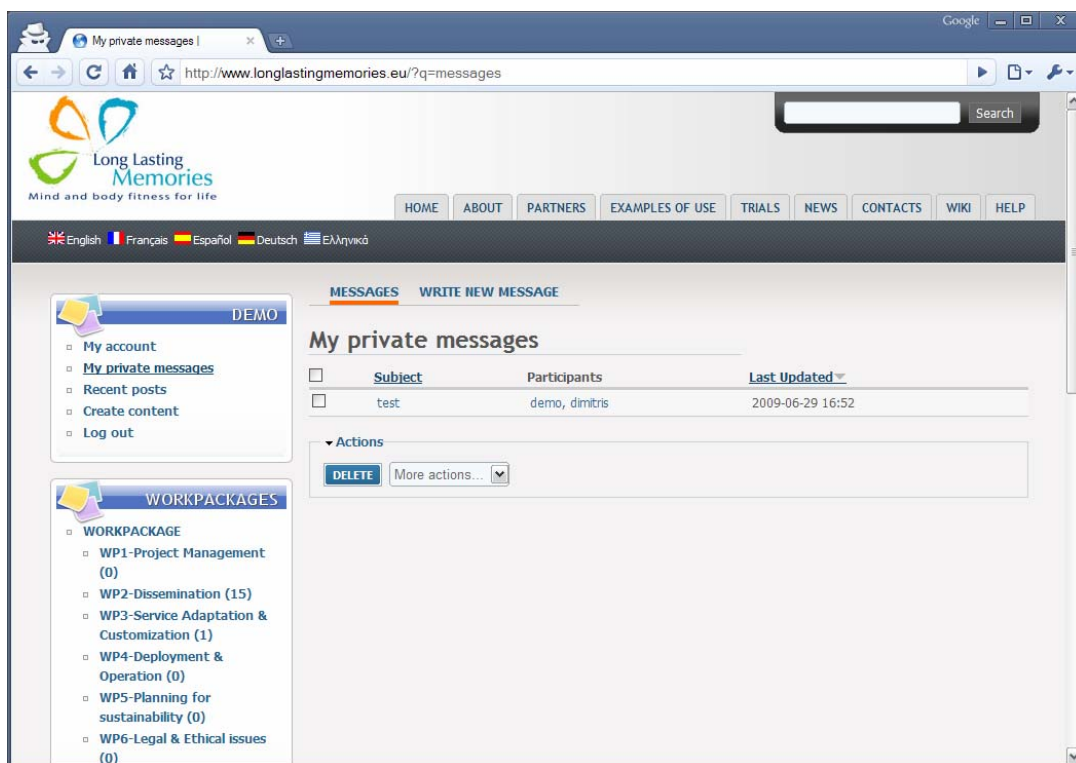 Google
My private messages |
http://www.longlastingmemories.eu/?q=messages
Search
Long Lasting
Memories
Mind and body fitness for life
HOME ABOUT PARTNERS EXAMPLES OF USE TRIALS NEWS CONTACTS WIKI HELP
English Français Español Deutsch Ελληνικά
MESSAGES WRITE NEW MESSAGE
DEMO
My account
My private messages
Recent posts
Create content
Log out
My private messages
Subject Participants Last Updated
test demo, dimitris 2009-06-29 16:52
Actions
DELETE More actions...
WORKPACKAGES
WORKPACKAGE
WP1-Project Management
(0)
WP2-Dissemination (15)
WP3-Service Adaptation &
Customization (1)
WP4-Deployment &
Operation (0)
WP5-Planning for
sustainability (0)
WP6-Legal & Ethical issues
(0)